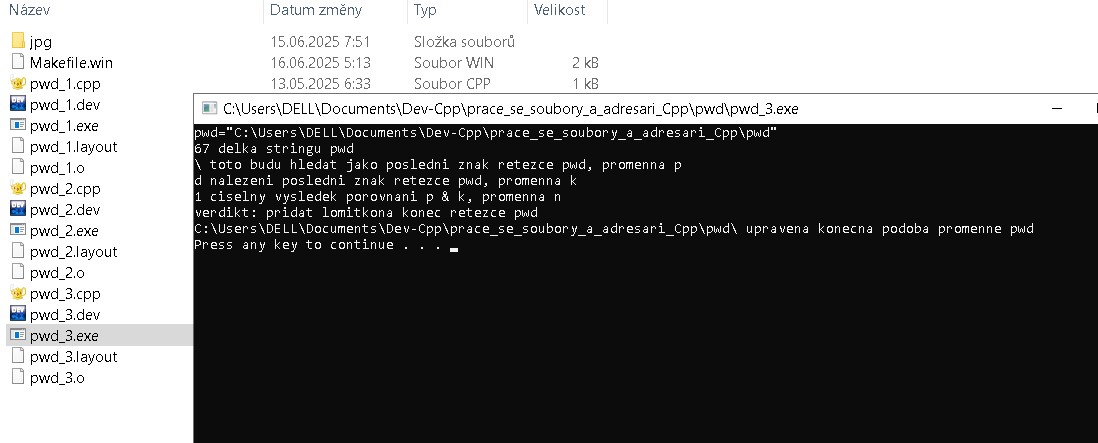 Název Datum změny Typ Velikost
jpg 15.06.2025 7:51 Složka souborů
Makefile.win 16.06.2025 5:13 Soubor WIN 2 kB
pwd_1.cpp 13.05.2025 6:33 Soubor CPP 1 kB
pwd_1.dev
pwd_1.exe
pwd_1.layout
pwd_1.o
pwd_2.cpp
pwd_2.dev
pwd_2.exe
pwd_2.layout
pwd_2.o
pwd_3.cpp
pwd_3.dev
pwd_3.exe
pwd_3.layout
pwd_3.o
C:\Users\DELL\Documents\Dev-Cpp\prace_se_soubory_a_adresari_Cpp\pwd\pwd_3.exe
pwd="C:\Users\DELL\Documents\Dev-Cpp\prace_se_soubory_a_adresari_Cpp\pwd"
67 delka stringu pwd
\ toto budu hledat jako posledni znak retezce pwd, promenna p
d nalezeni posledni znak retezce pwd, promenna k
1 ciselny vysledek porovnani p & k, promenna n
verdikt: pridat lomitkona konec retezce pwd
C:\Users\DELL\Documents\Dev-Cpp\prace_se_soubory_a_adresari_Cpp\pwd\ upravena konecna podoba promenne pwd
Press any key to continue . . .